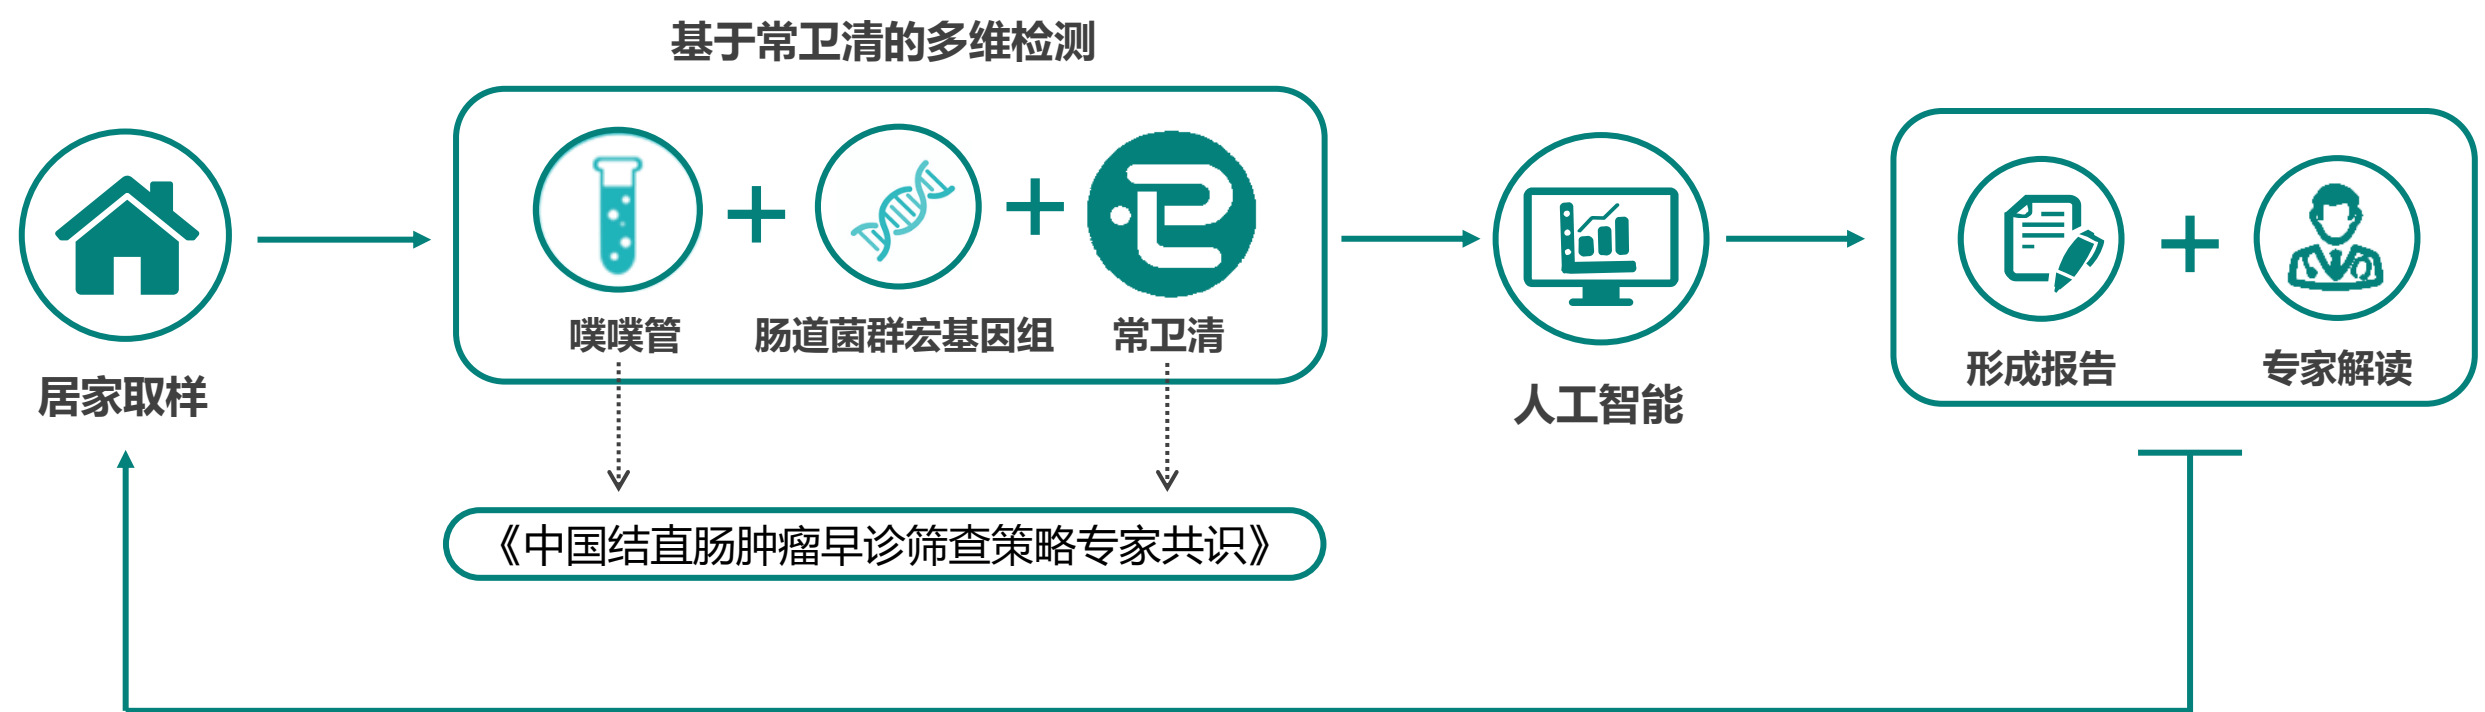 基于常卫清的多维检测
噗噗管
肠道菌群宏基因组
常卫清
居家取样
人工智能
形成报告
专家解读
《中国结直肠肿瘤早诊筛查策略专家共识》